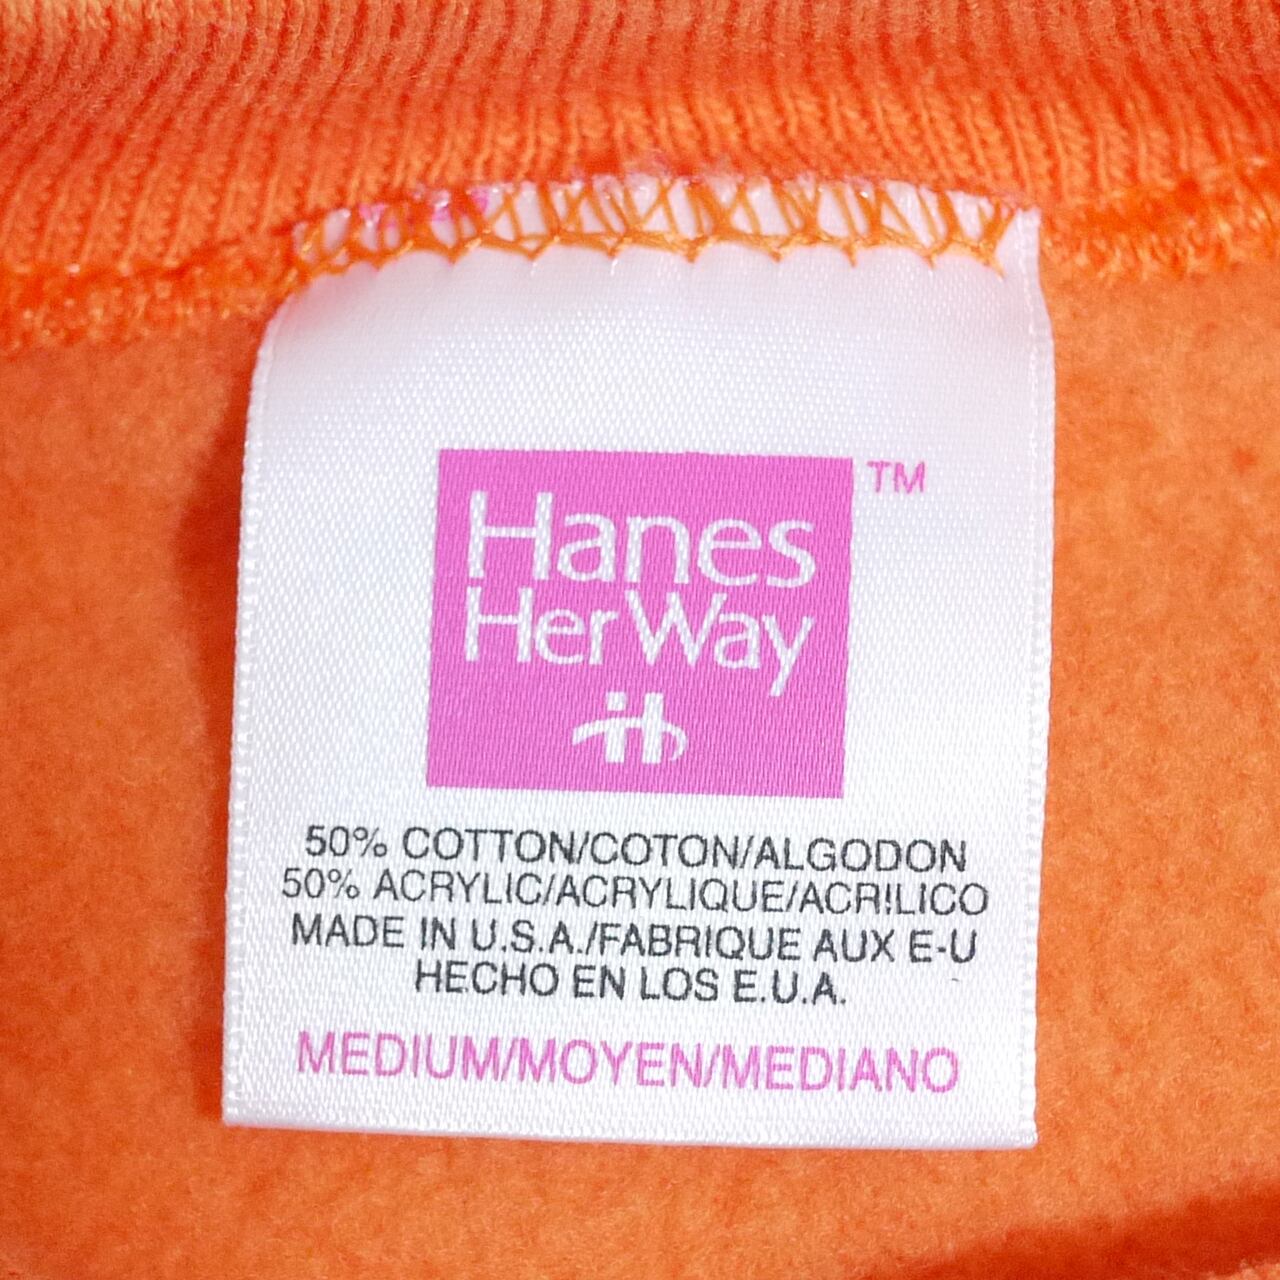 Hanes TM
Her Way
50% COTTON/COTON/ALGODON
50% ACRYLIC/ACRYLIQUE/ACRILICO
MADE IN U.S.A./FABRIQUE AUX E-U
HECHO EN LOS E.U.A.
MEDIUM/MOYEN/MEDIANO